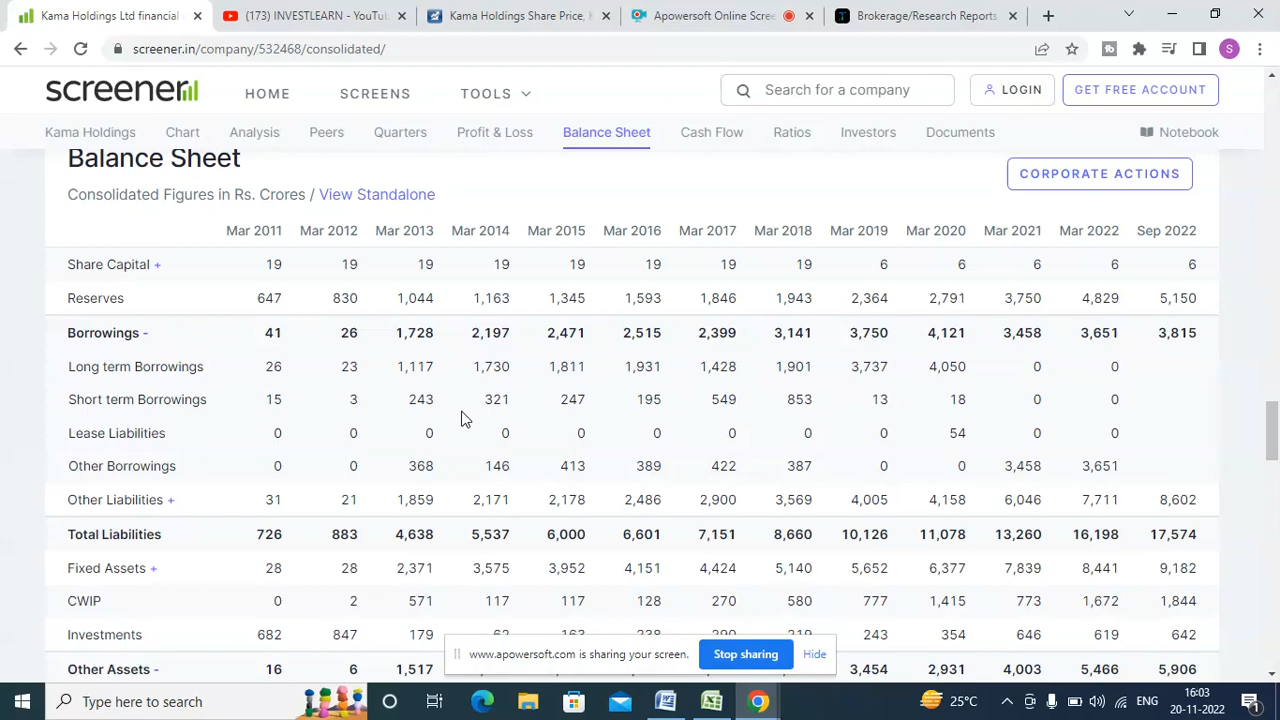 Kama Holdings Ltd financial
(173) INVESTLEARN - YouTu
Kama Holdings Share Price, K
Apowersoft Online Scree
Brokerage/Research Reports,
screener.in/company/532468/consolidated/
S
screener
HOME
SCREENS
TOOLS
Search for a company
LOGIN
GET FREE ACCOUNT
Kama Holdings Chart Analysis Peers Quarters Profit & Loss Balance Sheet Cash Flow Ratios Investors Documents Notebook
Balance Sheet
CORPORATE ACTIONS
Consolidated Figures in Rs. Crores / View Standalone
Mar 2011 Mar 2012 Mar 2013 Mar 2014 Mar 2015 Mar 2016 Mar 2017 Mar 2018 Mar 2019 Mar 2020 Mar 2021 Mar 2022 Sep 2022
Share Capital + 19 19 19 19 19 19 19 19 6 6 6 6 6
Reserves 647 830 1,044 1,163 1,345 1,593 1,846 1,943 2,364 2,791 3,750 4,829 5,150
Borrowings - 41 26 1,728 2,197 2,471 2,515 2,399 3,141 3,750 4,121 3,458 3,651 3,815
Long term Borrowings 26 23 1,117 1,730 1,811 1,931 1,428 1,901 3,737 4,050 0 0
Short term Borrowings 15 3 243 321 247 195 549 853 13 18 0 0
Lease Liabilities 0 0 0 0 0 0 0 0 0 54 0 0
Other Borrowings 0 0 368 146 413 389 422 387 0 0 3,458 3,651
Other Liabilities + 31 21 1,859 2,171 2,178 2,486 2,900 3,569 4,005 4,158 6,046 7,711 8,602
Total Liabilities 726 883 4,638 5,537 6,000 6,601 7,151 8,660 10,126 11,078 13,260 16,198 17,574
Fixed Assets + 28 28 2,371 3,575 3,952 4,151 4,424 5,140 5,652 6,377 7,839 8,441 9,182
CWIP 0 2 571 117 117 128 270 580 777 1,415 773 1,672 1,844
Investments 682 847 179 243 354 646 619 642
www.apowersoft.com is sharing your screen. Stop sharing Hide
Other Assets - 16 6 1,517 3,454 2,931 4,003 5,466 5,906
Type here to search
25°C
ENG
16:03
20-11-2022
1